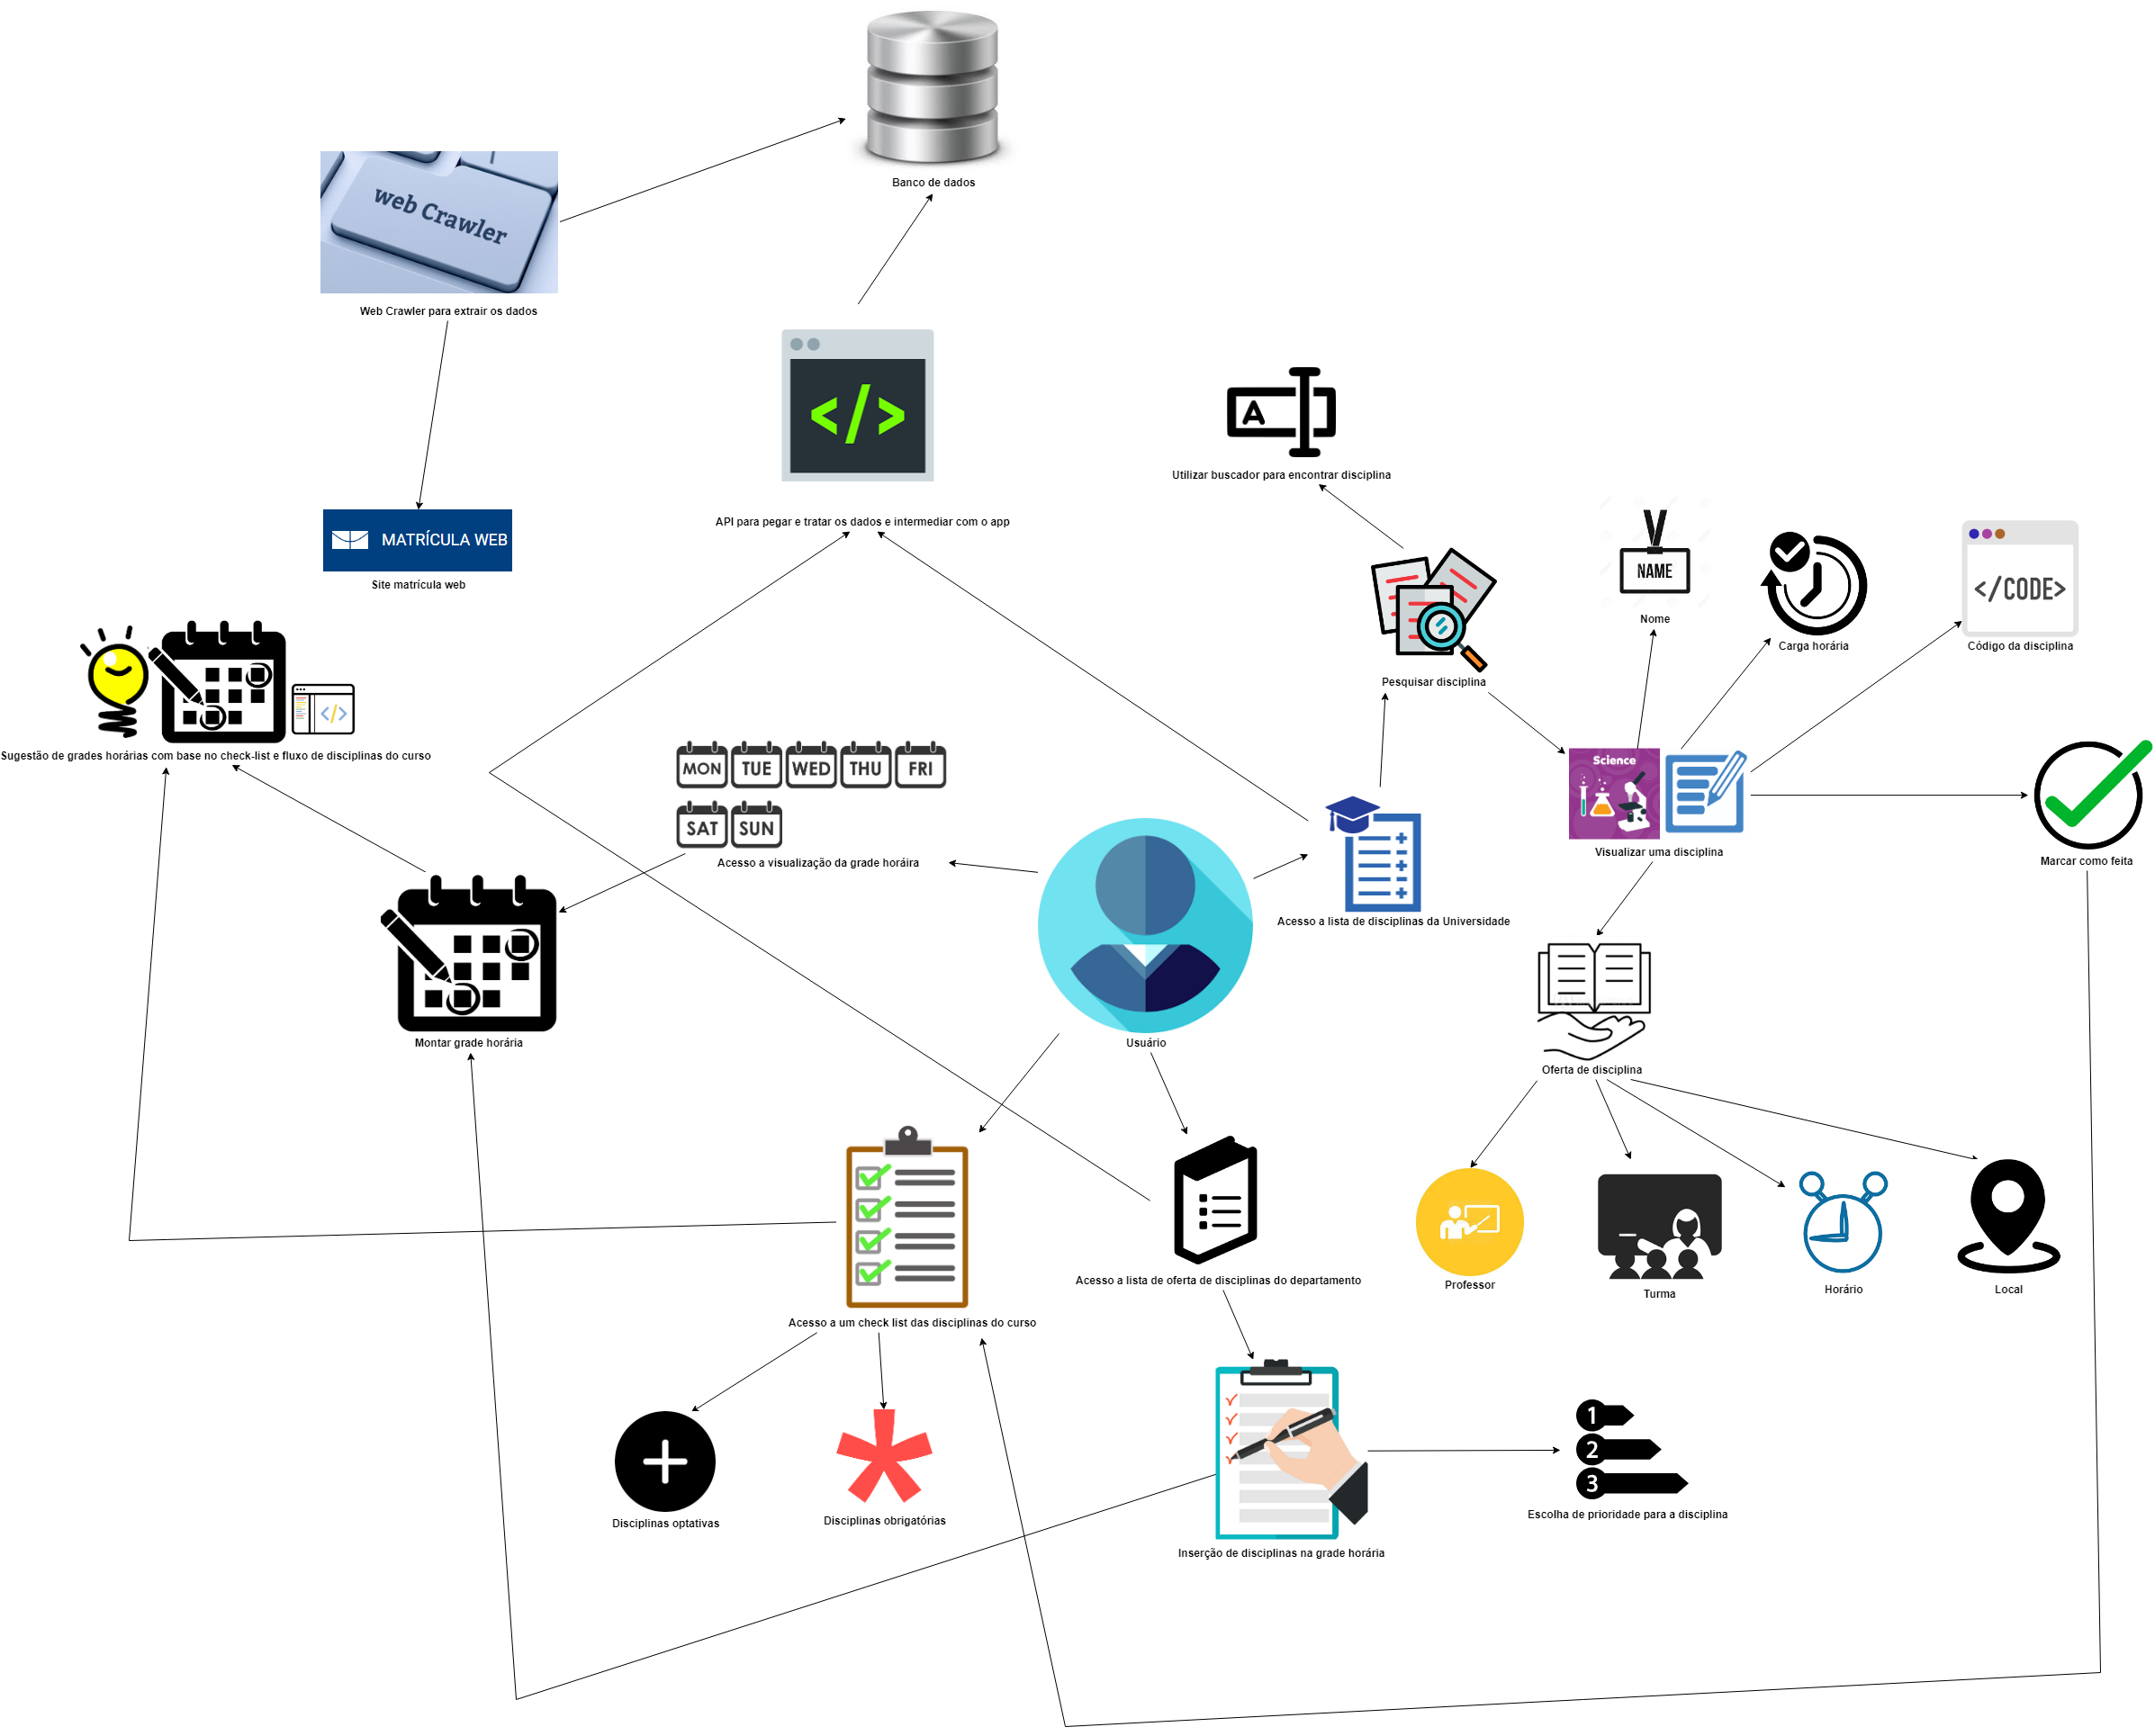 Banco de dados
web Crawler
Web Crawler para extrair os dados
</>
API para pegar e tratar os dados e intermediar com o app
MATRÍCULA WEB
Site matrícula web
A
Utilizar buscador para encontrar disciplina
Pesquisar disciplina
NAME
Nome
Carga horária
</CODE>
Código da disciplina
</>
Sugestão de grades horárias com base no check-list e fluxo de disciplinas do curso
MON TUE WED THU FRI
SAT SUN
Acesso a visualização da grade horáira
Science
Visualizar uma disciplina
Marcar como feita
Acesso a lista de disciplinas da Universidade
Montar grade horária
Usuário
Oferta de disciplina
Professor
Turma
Horário
Local
Acesso a lista de oferta de disciplinas do departamento
Acesso a um check list das disciplinas do curso
Disciplinas optativas
Disciplinas obrigatórias
Inserção de disciplinas na grade horária
1
2
3
Escolha de prioridade para a disciplina